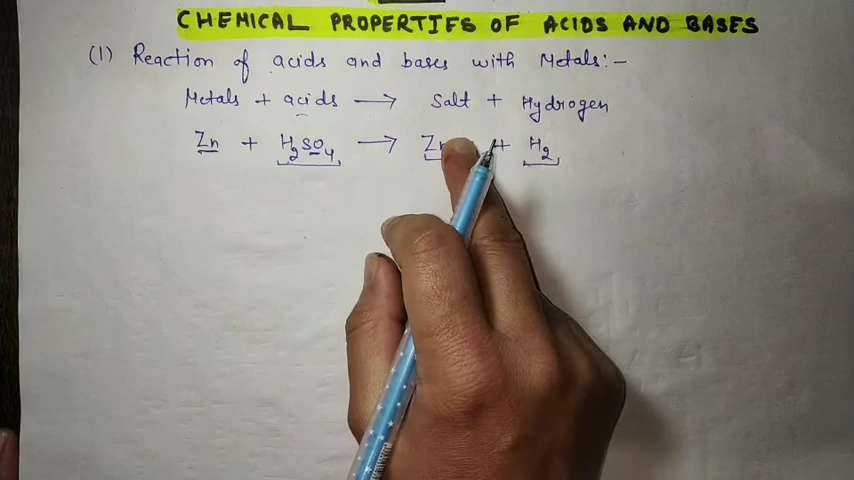 CHEMICAL PROPERTIES OF ACIDS AND BASES
(1) Reaction of acids and bases with Metals:-
Metals + acids → Salt + Hydrogen
Zn + H₂SO₄ → Zn + H₂